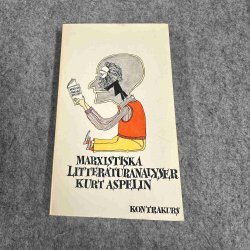 MARXISTISKA
LITTERATURANALYSER
KURT ASPELIN
KONTRAKURS